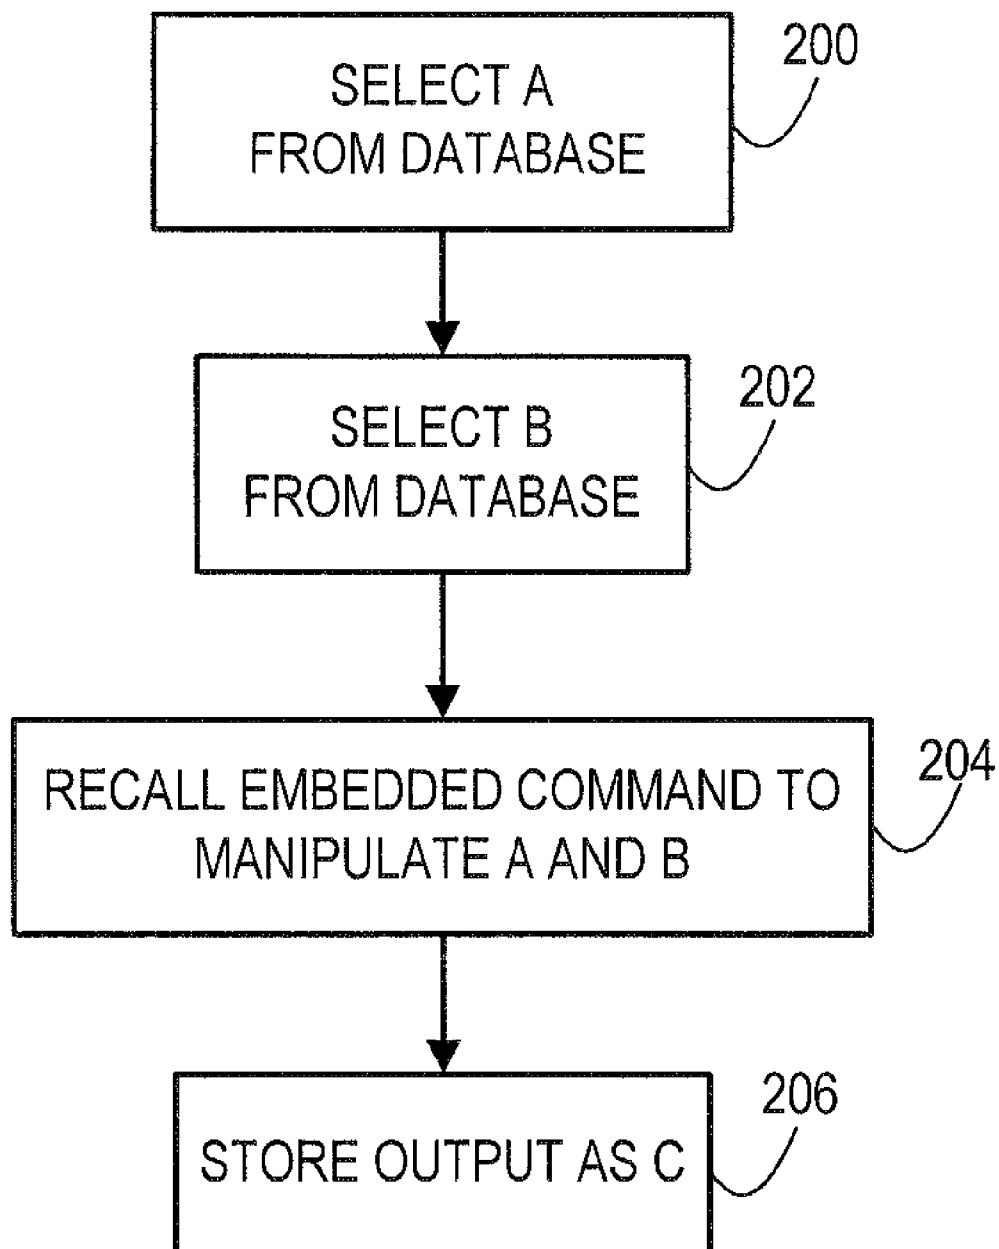 200
SELECT A
FROM DATABASE
202
SELECT B
FROM DATABASE
204
RECALL EMBEDDED COMMAND TO
MANIPULATE A AND B
206
STORE OUTPUT AS C